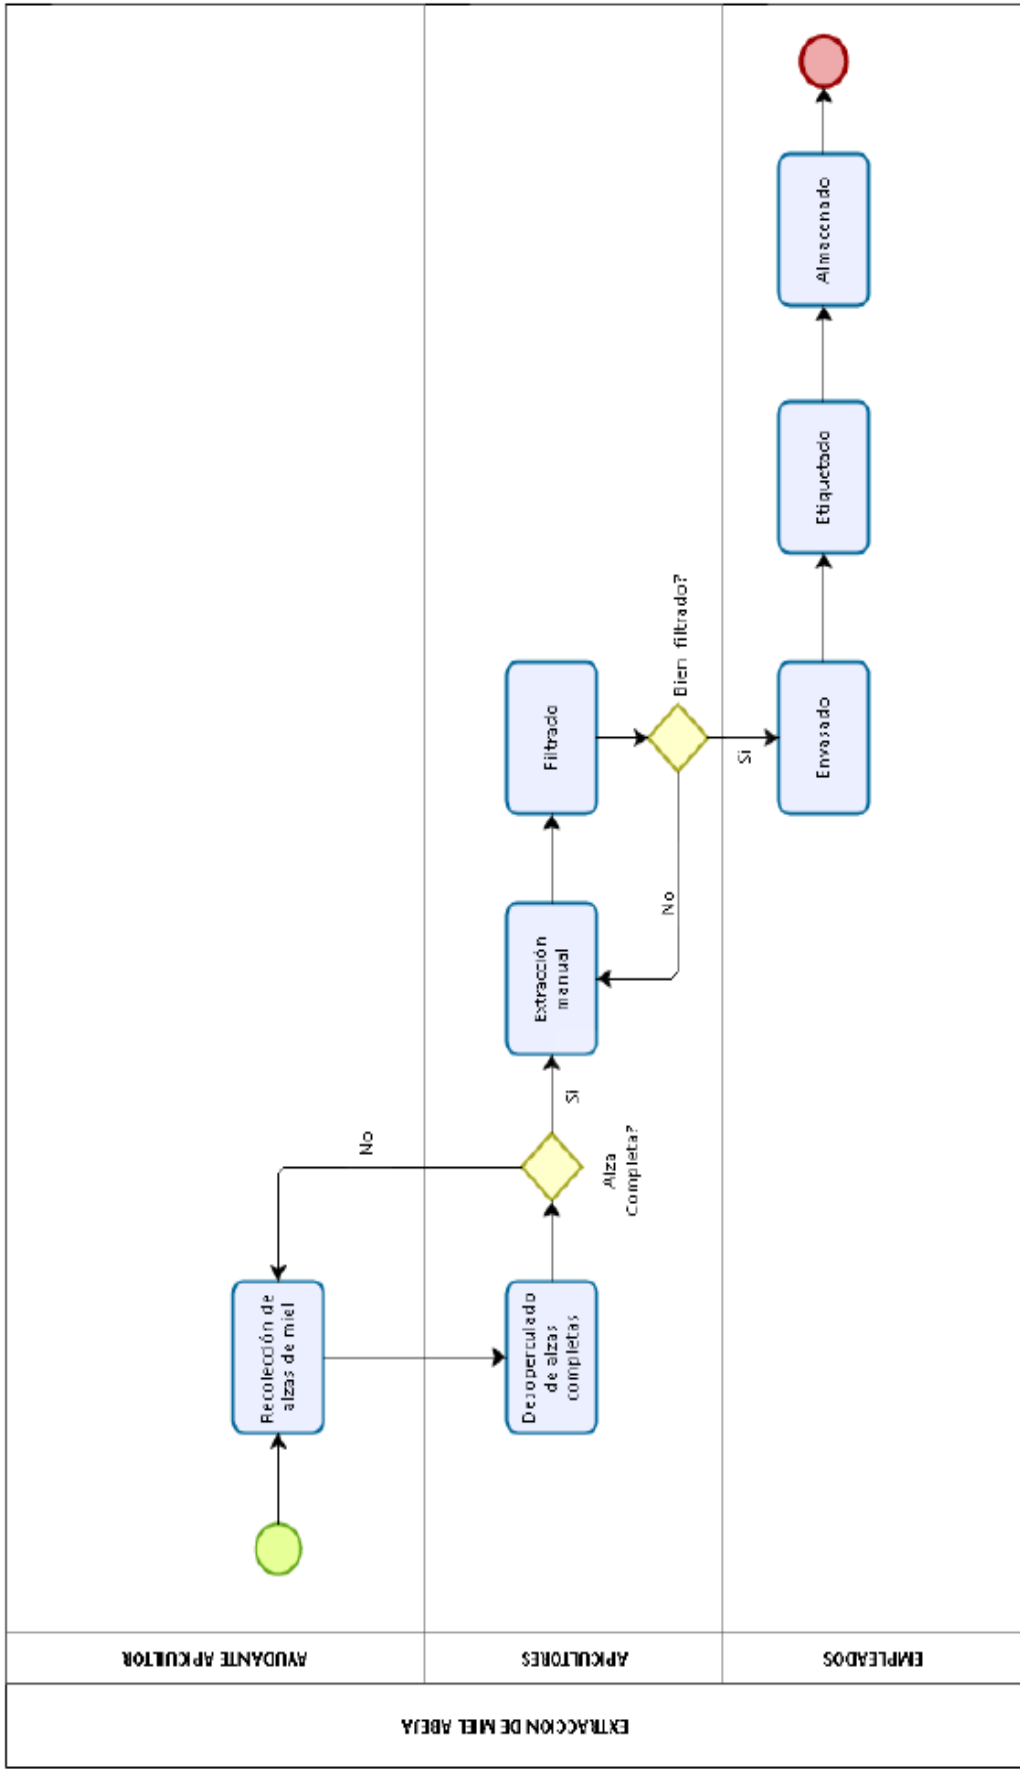 EXTRACCION DE MIEL ABEJA
AYUDANTE APICULTOR
APICULTORES
EMPLEADOS
Recolección de
alzas de miel
No
Desoperculado
de alzas
completas
Alza
Completa?
Si
Extracción
manual
No
Filtrado
Bien filtrado?
Si
Envasado
Etiquetado
Almacenado